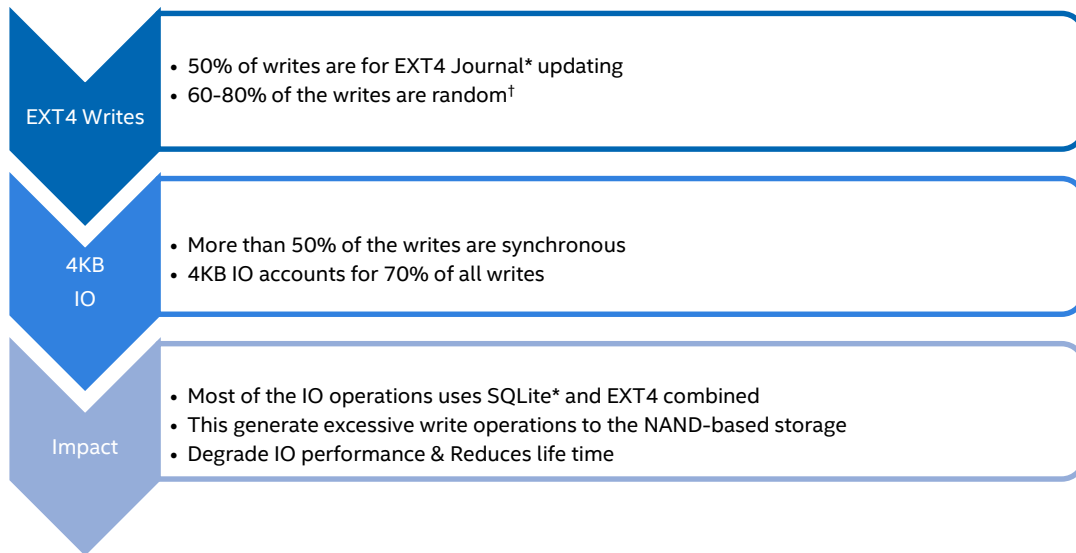 EXT4 Writes
• 50% of writes are for EXT4 Journal* updating
• 60-80% of the writes are random†
4KB
IO
• More than 50% of the writes are synchronous
• 4KB IO accounts for 70% of all writes
Impact
• Most of the IO operations uses SQLite* and EXT4 combined
• This generate excessive write operations to the NAND-based storage
• Degrade IO performance & Reduces life time